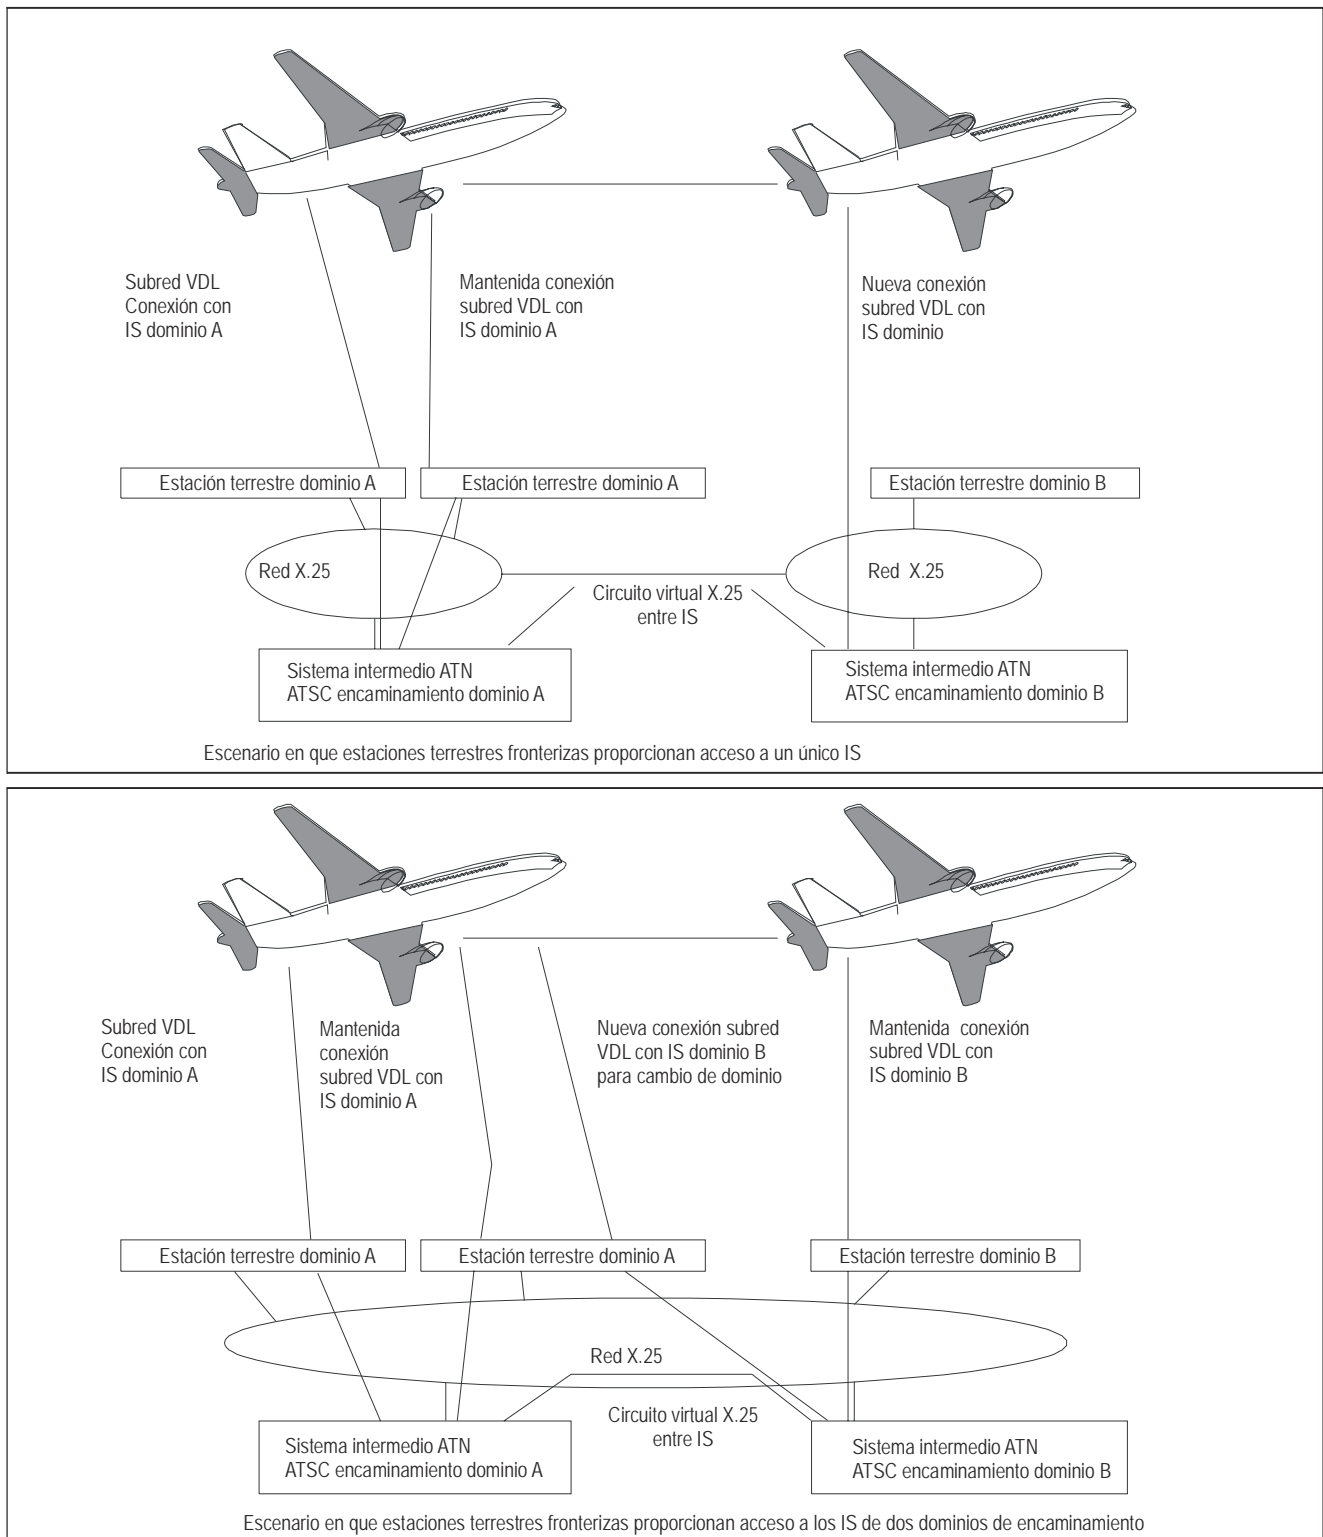 Subred VDL
Conexión con
IS dominio A
Mantenida conexión
subred VDL con
IS dominio A
Nueva conexión
subred VDL con
IS dominio
Estación terrestre dominio A
Estación terrestre dominio A
Estación terrestre dominio B
Red X.25
Red X.25
Circuito virtual X.25
entre IS
Sistema intermedio ATN
ATSC encaminamiento dominio A
Sistema intermedio ATN
ATSC encaminamiento dominio B
Escenario en que estaciones terrestres fronterizas proporcionan acceso a un único IS
Subred VDL
Conexión con
IS dominio A
Mantenida
conexión
subred VDL con
IS dominio A
Nueva conexión subred
VDL con IS dominio B
para cambio de dominio
Mantenida conexión
subred VDL con
IS dominio B
Estación terrestre dominio A
Estación terrestre dominio A
Estación terrestre dominio B
Red X.25
Circuito virtual X.25
entre IS
Sistema intermedio ATN
ATSC encaminamiento dominio A
Sistema intermedio ATN
ATSC encaminamiento dominio B
Escenario en que estaciones terrestres fronterizas proporcionan acceso a los IS de dos dominios de encaminamiento